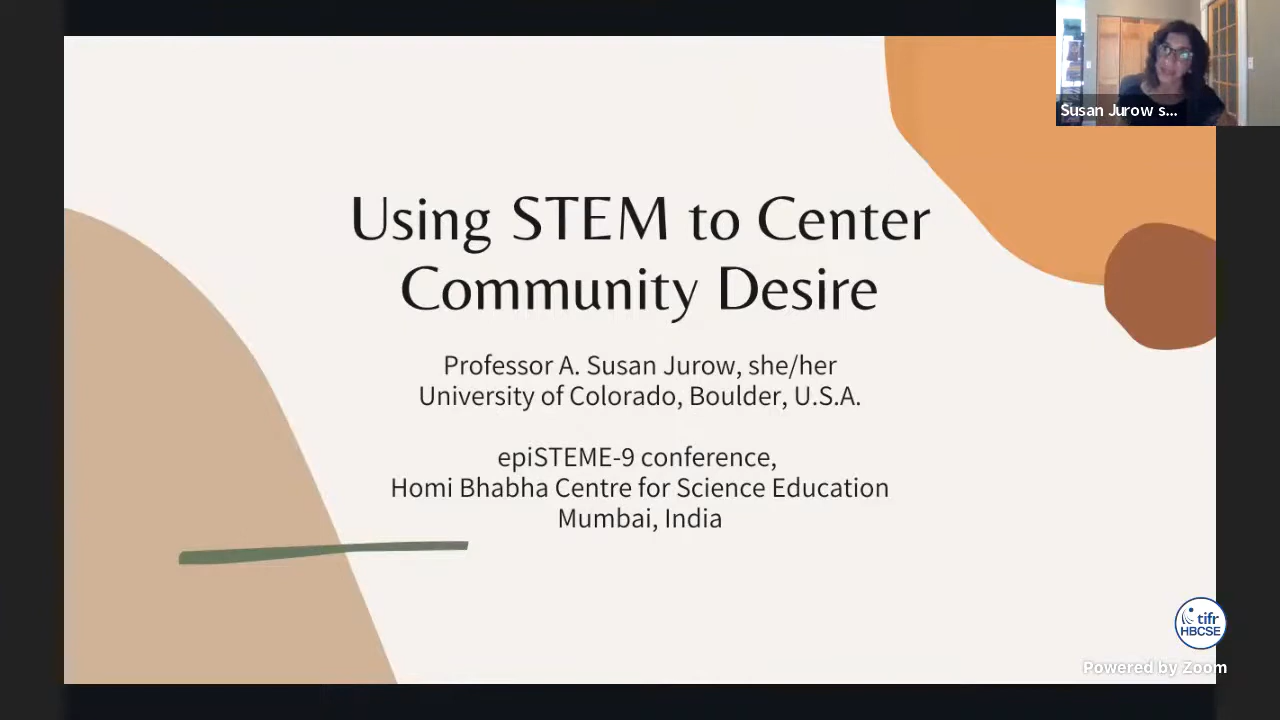 Susan Jurow s...
Using STEM to Center
Community Desire
Professor A. Susan Jurow, she/her
University of Colorado, Boulder, U.S.A.
epiSTEME-9 conference,
Homi Bhabha Centre for Science Education
Mumbai, India
tifr
HBCSE
Powered by Zoom